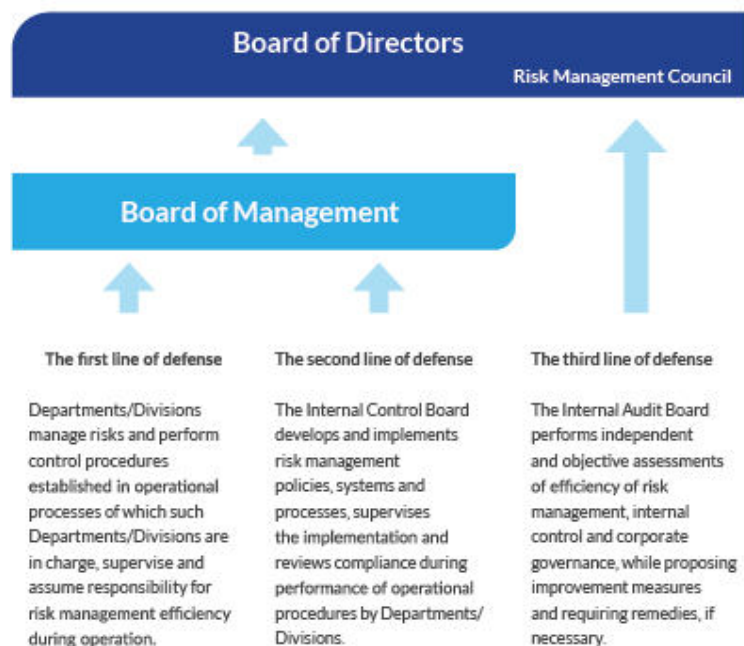 Board of Directors
Risk Management Council
Board of Management
The first line of defense
Departments/Divisions
manage risks and perform
control procedures
established in operational
processes of which such
Departments/Divisions are
in charge, supervise and
assume responsibility for
risk management efficiency
during operation.
The second line of defense
The Internal Control Board
develops and implements
risk management
policies, systems and
processes, supervises
the implementation and
reviews compliance during
performance of operational
procedures by Departments/
Divisions.
The third line of defense
The Internal Audit Board
performs independent
and objective assessments
of efficiency of risk
management, internal
control and corporate
governance, while proposing
improvement measures
and requiring remedies, if
necessary.